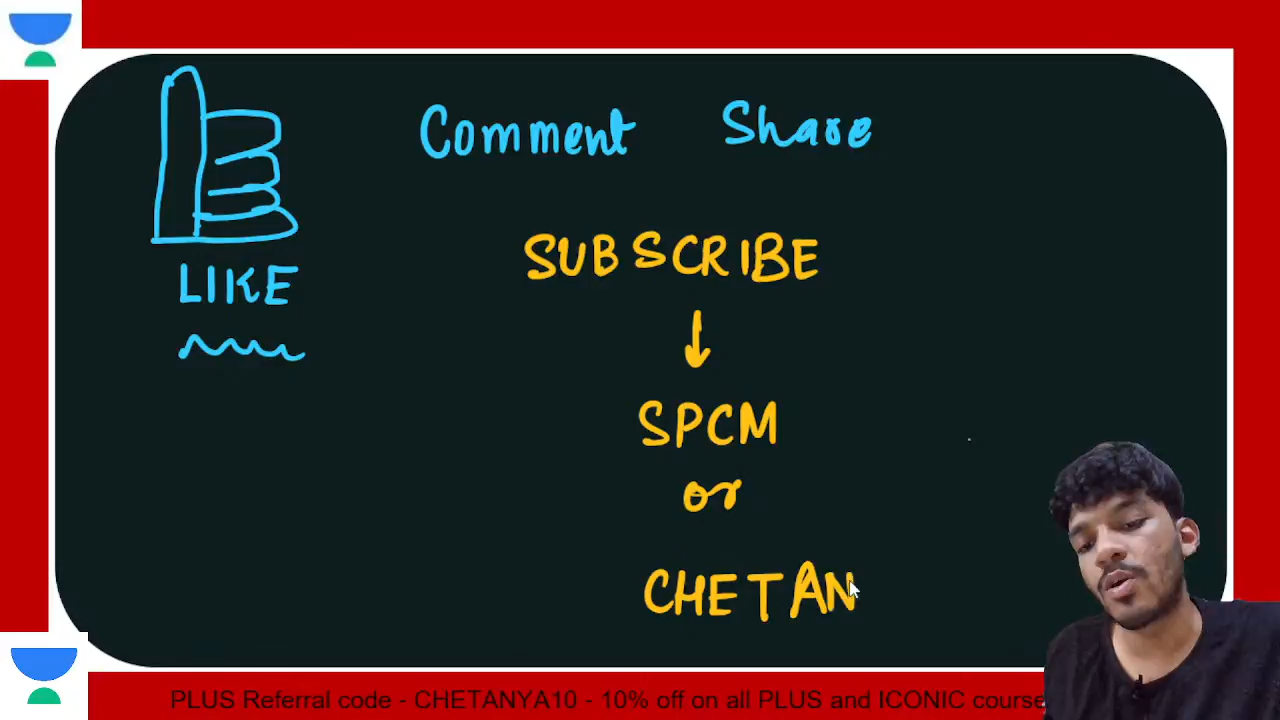 Comment Share
LIKE
SUBSCRIBE
SPCM
or
CHETAN
PLUS Referral code - CHETANYA10 - 10% off on all PLUS and ICONIC course